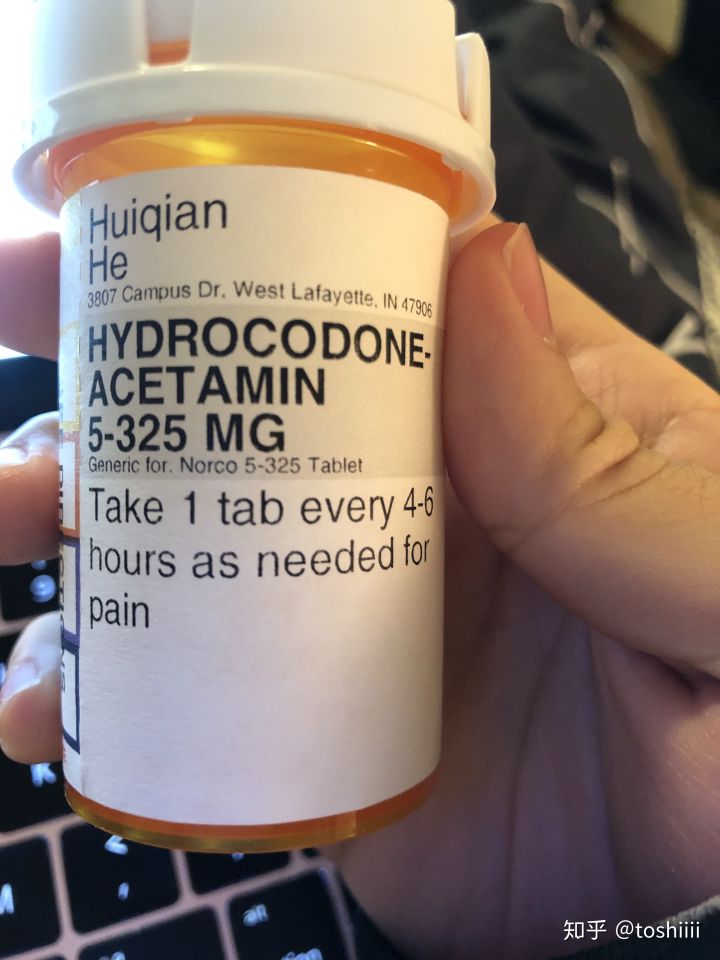 Huiqian
He
3807 Campus Dr. West Lafayette, IN 47906
HYDROCODONE-
ACETAMIN
5-325 MG
Generic for. Norco 5-325 Tablet
Take 1 tab every 4-6
hours as needed for
pain
K
Z
M
alt
知乎 @toshiiii